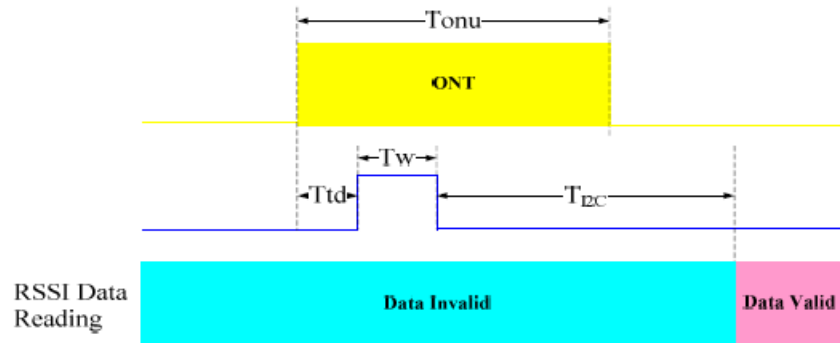 Tonu
ONT
Tw
Ttd
TI2C
RSSI Data
Reading
Data Invalid
Data Valid